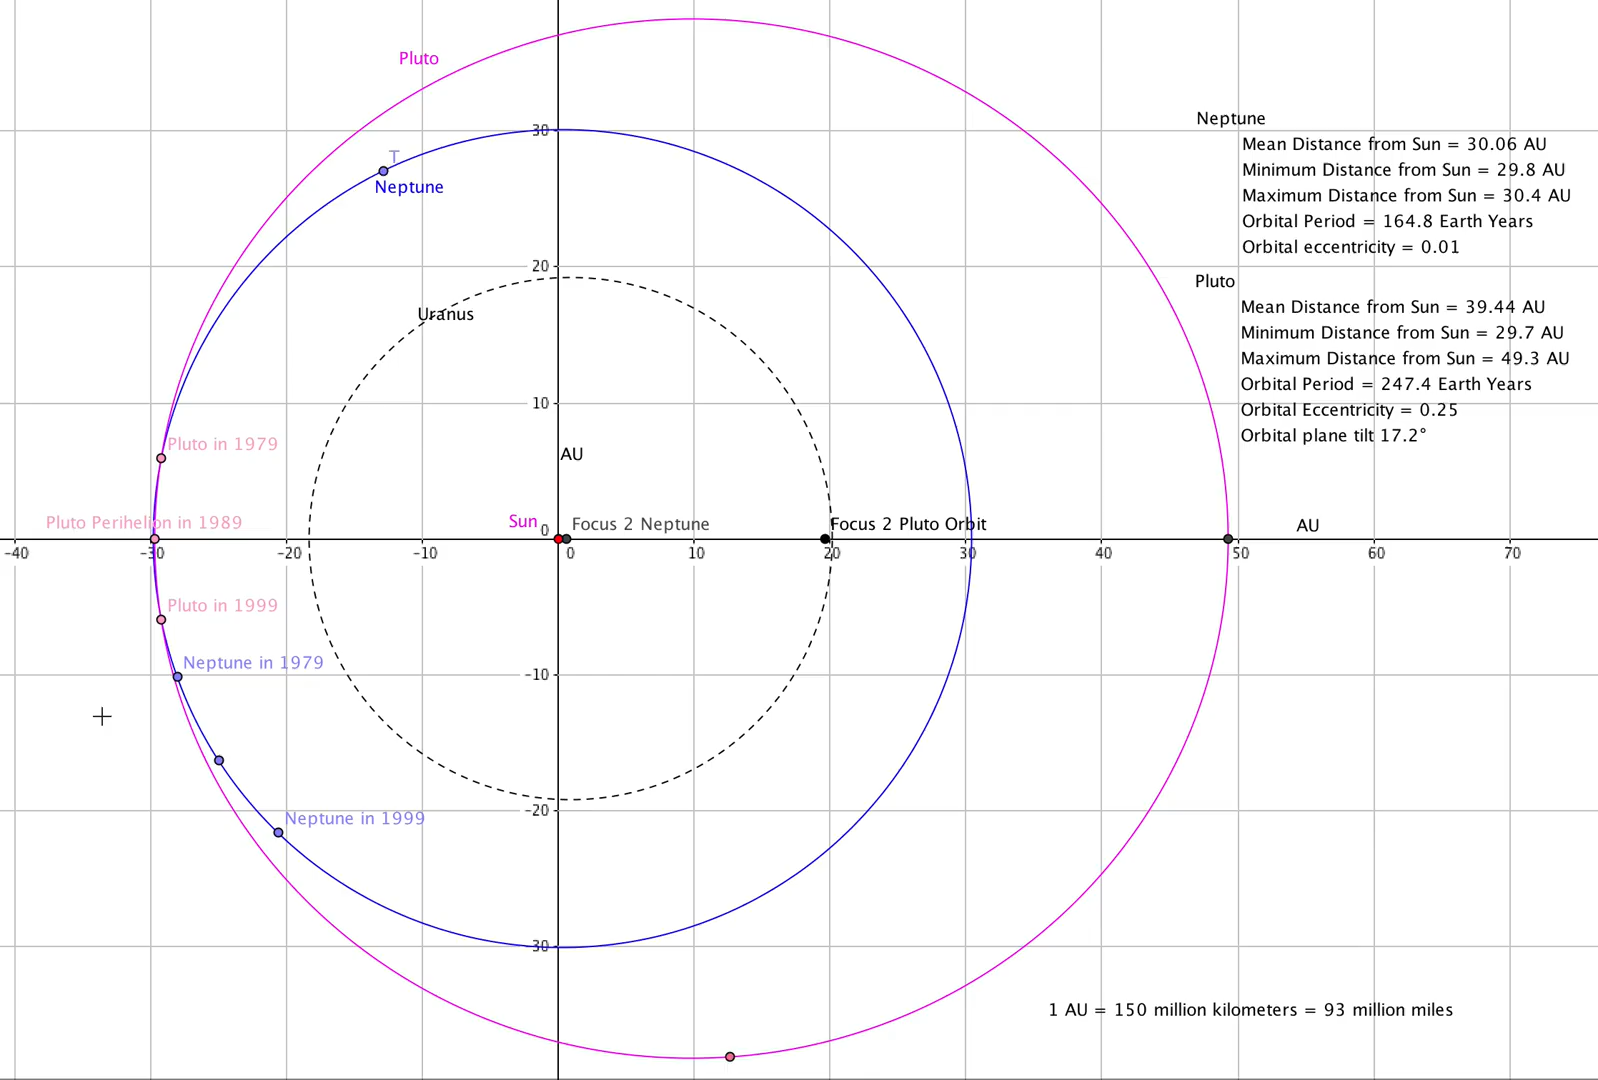 Pluto
Neptune
30
Mean Distance from Sun = 30.06 AU
T
Minimum Distance from Sun = 29.8 AU
Neptune
Maximum Distance from Sun = 30.4 AU
Orbital Period = 164.8 Earth Years
Orbital eccentricity = 0.01
20
Pluto
Mean Distance from Sun = 39.44 AU
Uranus
Minimum Distance from Sun = 29.7 AU
Maximum Distance from Sun = 49.3 AU
Orbital Period = 247.4 Earth Years
10
Orbital Eccentricity = 0.25
Orbital plane tilt 17.2°
Pluto in 1979
AU
Pluto Perihelion in 1989
Sun
0
Focus 2 Neptune
Focus 2 Pluto Orbit
AU
-40 -30 -20 -10 0 10 20 30 40 50 60 70
Pluto in 1999
Neptune in 1979
-10
-20
Neptune in 1999
-30
1 AU = 150 million kilometers = 93 million miles